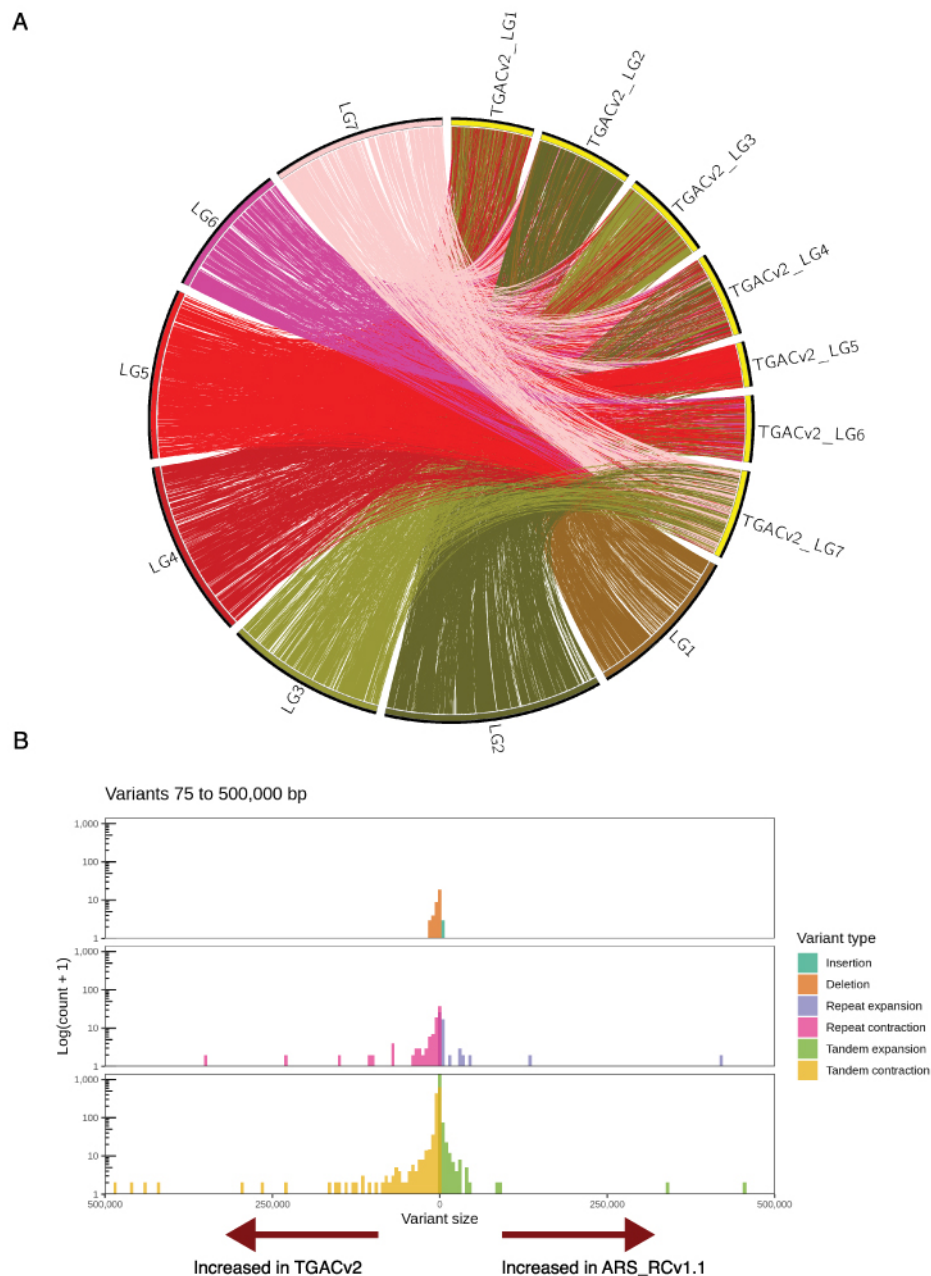 A
TGACv2_LG1
TGACv2_LG2
TGACv2_LG3
TGACv2_LG4
TGACv2_LG5
TGACv2_LG6
TGACv2_LG7
LG1
LG2
LG3
LG4
LG5
LG6
LG7
B
Variants 75 to 500,000 bp
Log(count + 1)
1,000
100
10
1
1,000
100
10
1
1,000
100
10
1
500,000
250,000
0
250,000
500,000
Variant size
Variant type
Insertion
Deletion
Repeat expansion
Repeat contraction
Tandem expansion
Tandem contraction
Increased in TGACv2
Increased in ARS_RCv1.1